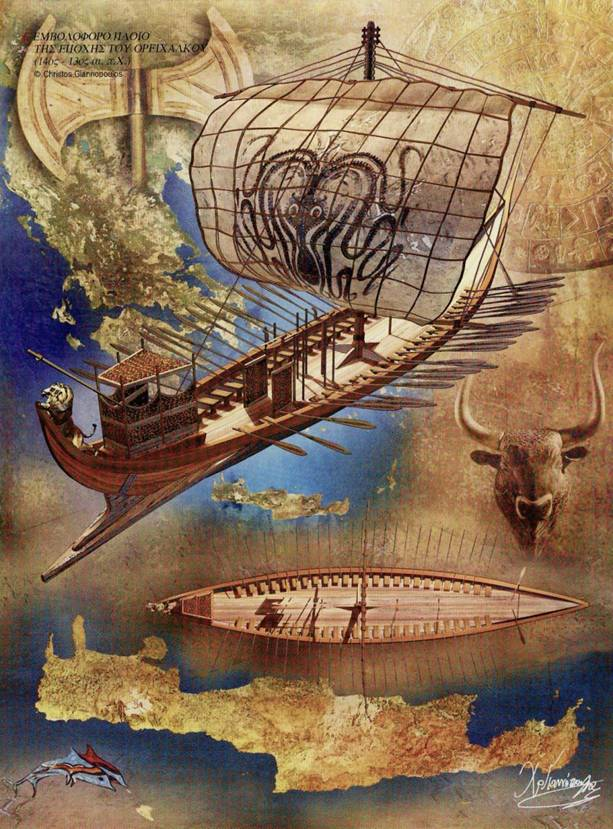 ΕΜΒΟΛΟΦΟΡΟ ΠΛΟΙΟ
ΤΗΣ ΕΠΟΧΗΣ ΤΟΥ ΟΡΕΙΧΑΛΚΟΥ
(14ος - 13ος αι. π.Χ.)
© Christos Giannopoulos